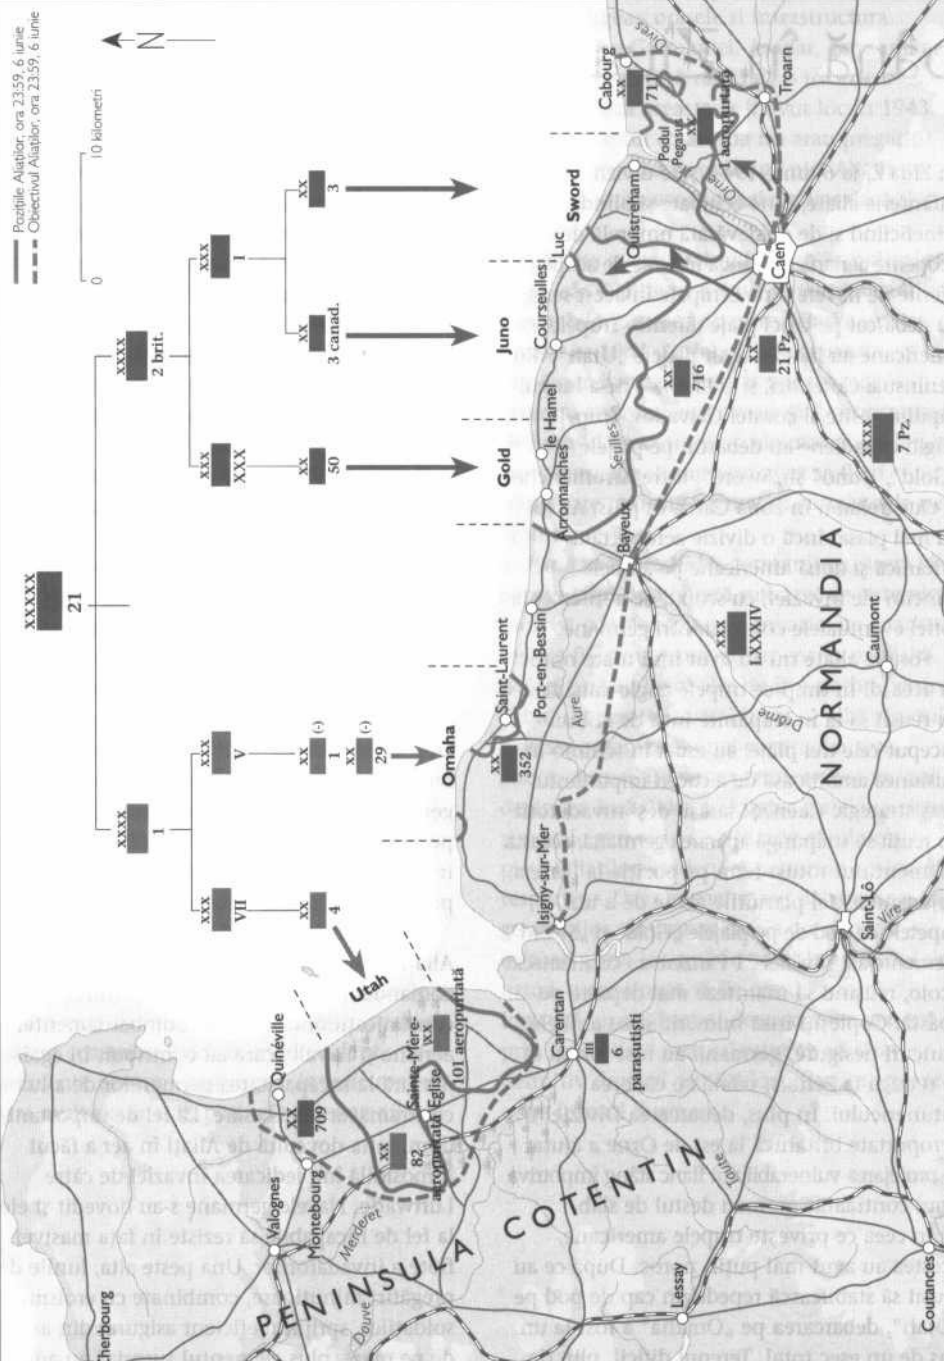 Pozițiile Aliaților, ora 23:59, 6 iunie
Obiectivul Aliaților, ora 23:59, 6 iunie
0
10 kilometri
N
XXXXX
21
XXXX
1
XXXX
2 brit.
XXX
VII
XXX
V
XXX
XXX
XXX
I
XX
4
XX
(-)
1
XX
(-)
29
XX
50
XX
3 canad.
XX
3
Utah
Omaha
Gold
Juno
Sword
Cherbourg
Valognes
Montebourg
Quinéville
XX
709
Merderet
XX
82
aeropurtată
Sainte-Mère-
Église
XX
101 aeropurtată
PENINSULA COTENTIN
Carentan
III
6
parașutiști
Lessay
Coutances
Isigny-sur-Mer
Saint-Lô
Vire
Saint-Laurent
XX
352
Port-en-Bessin
Aure
Drôme
Bayeux
XXX
LXXXIV
Caumont
NORMANDIA
Arromanches
le Hamel
Seulles
Courseulles
Luc
XX
716
XX
21 Pz.
XXXX
7 Pz.
Ouistreham
Caen
Orne
Podul
Pegasus
XX
1 aeropurtată
Cabourg
XX
711
Dives
Troarn